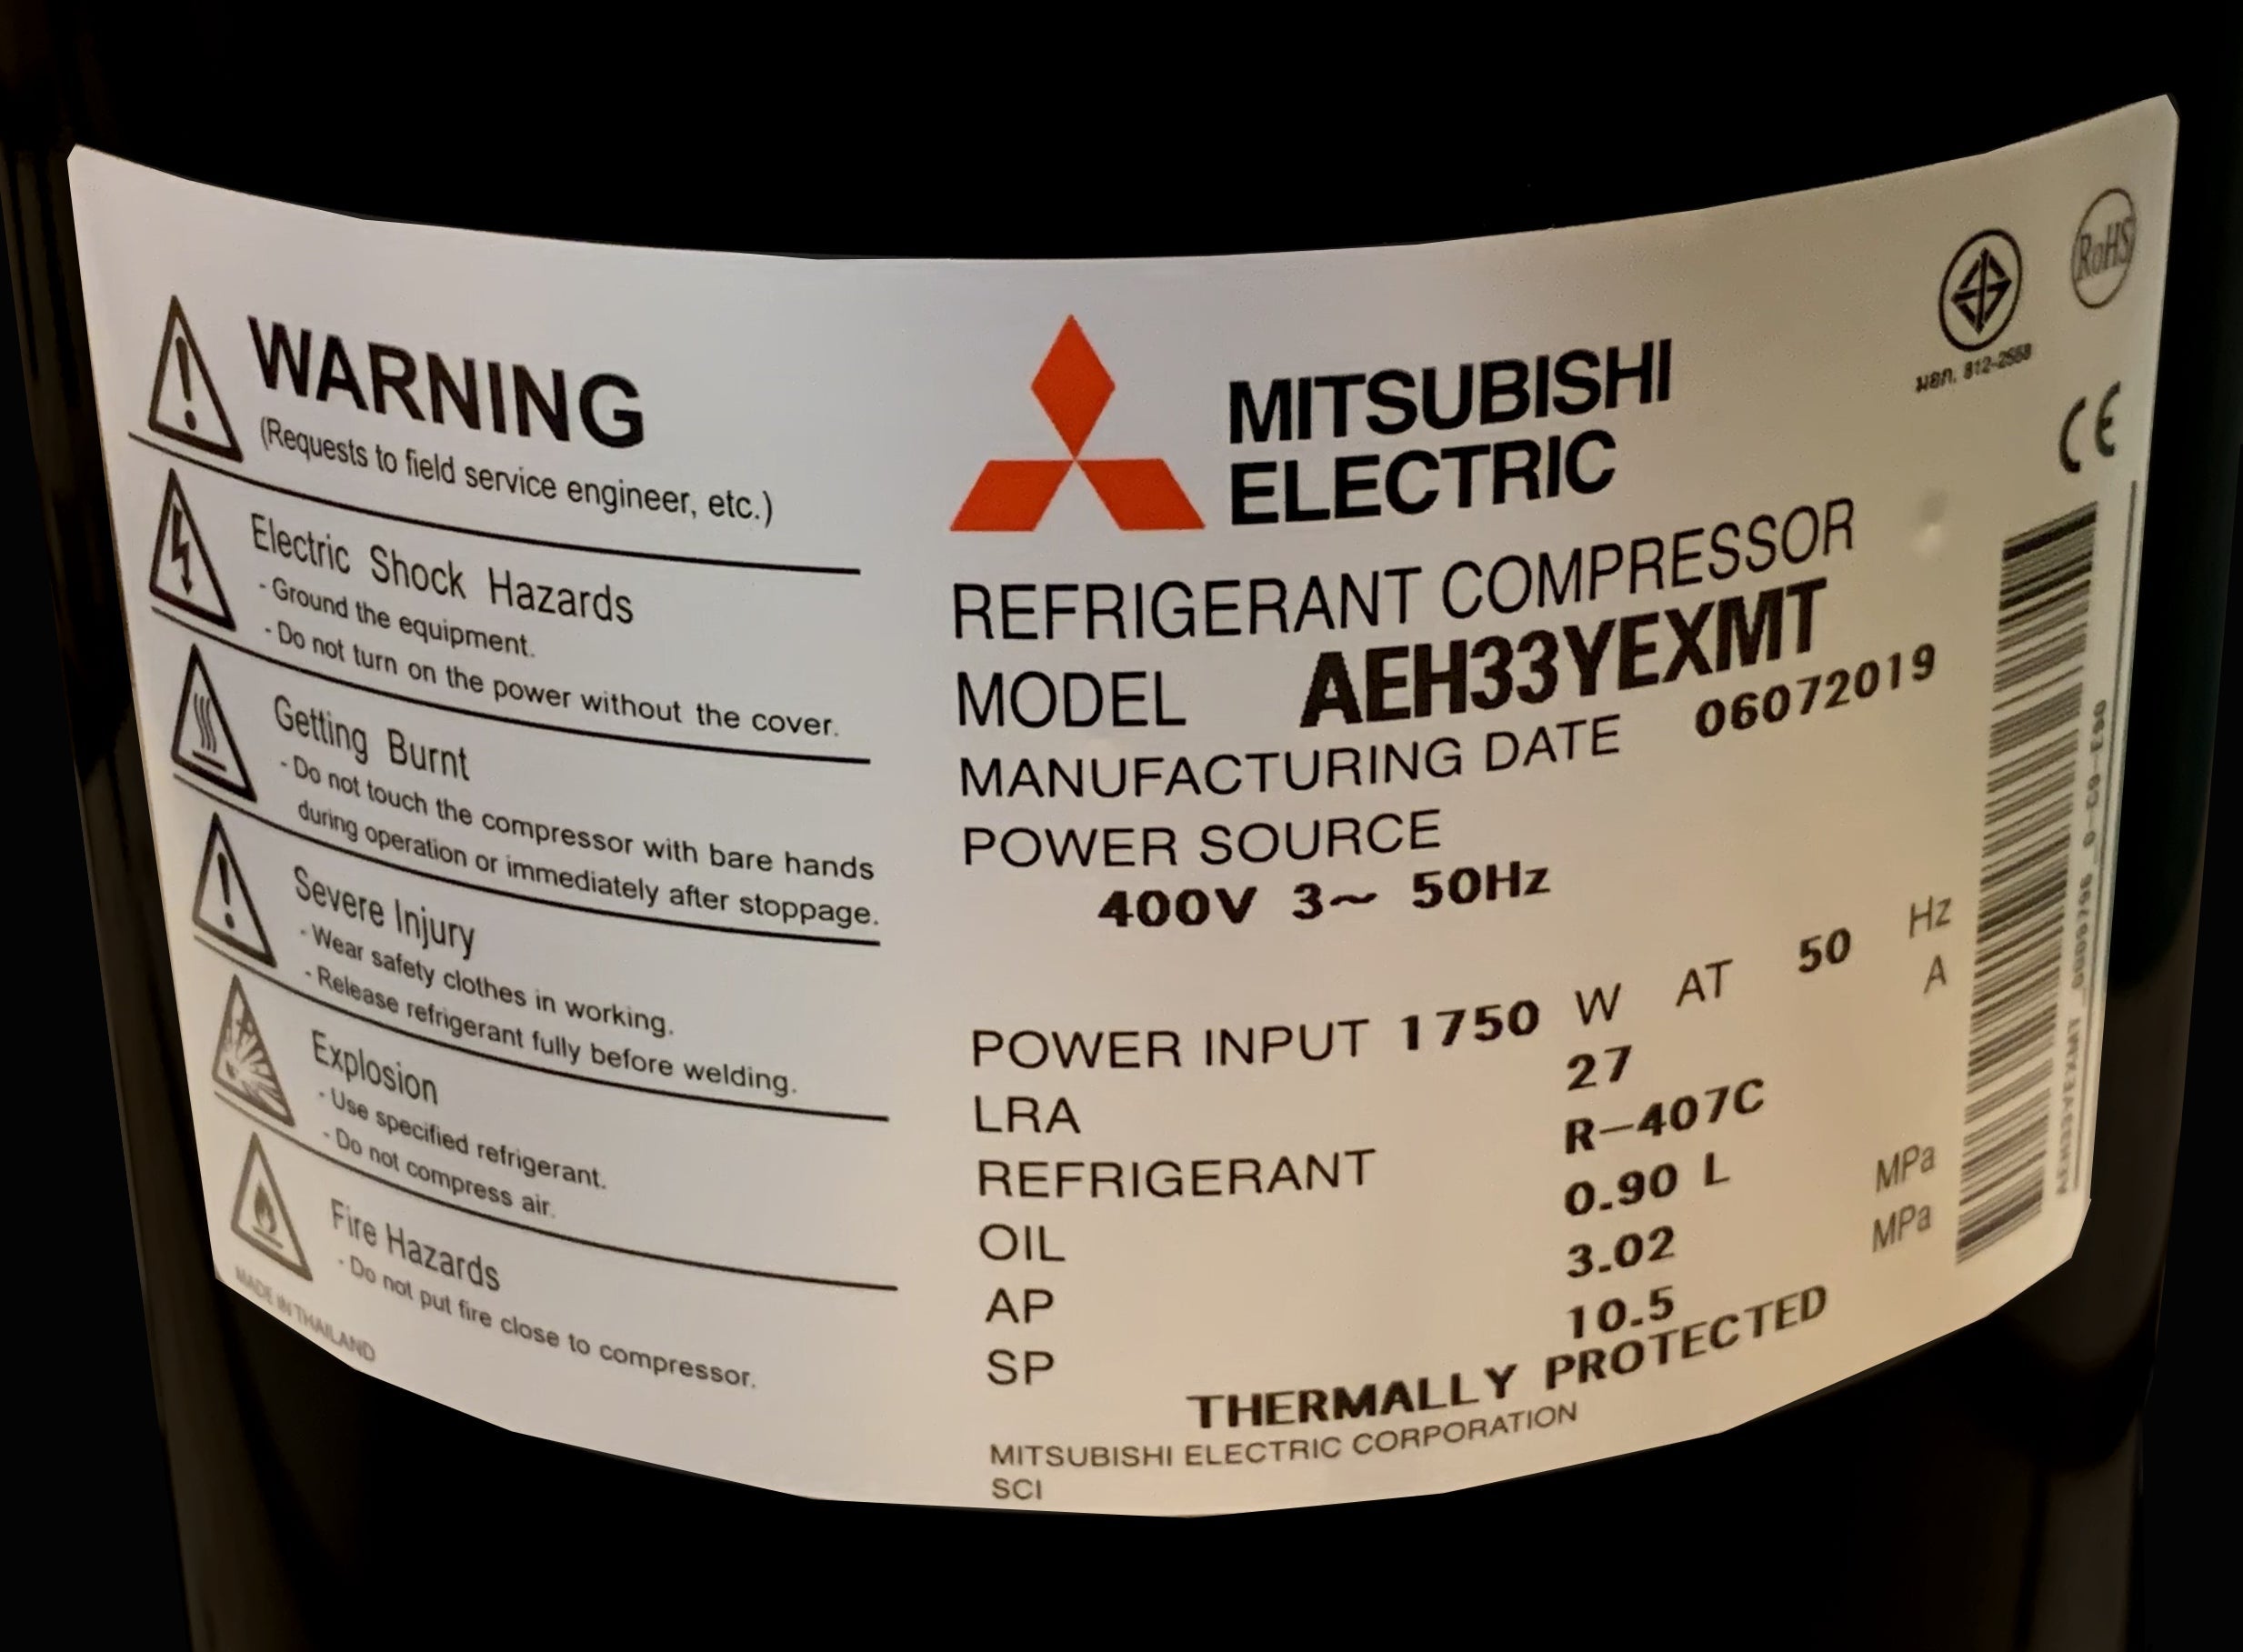 WARNING
(Requests to field service engineer, etc.)
Electric Shock Hazards
- Ground the equipment.
- Do not turn on the power without the cover.
Getting Burnt
- Do not touch the compressor with bare hands
during operation or immediately after stoppage.
Severe Injury
- Wear safety clothes in working.
- Release refrigerant fully before welding.
Explosion
- Use specified refrigerant.
- Do not compress air.
Fire Hazards
- Do not put fire close to compressor.
MADE IN THAILAND
MITSUBISHI
ELECTRIC
RoHS
มอก. 812-2558
CE
REFRIGERANT COMPRESSOR
MODEL AEH33YEXMT
MANUFACTURING DATE 06072019
POWER SOURCE
400V 3~ 50Hz
POWER INPUT 1750 W AT 50 Hz
LRA 27 A
REFRIGERANT R-407C
OIL 0.90 L
AP 3.02 MPa
SP 10.5 MPa
THERMALLY PROTECTED
MITSUBISHI ELECTRIC CORPORATION
SCI